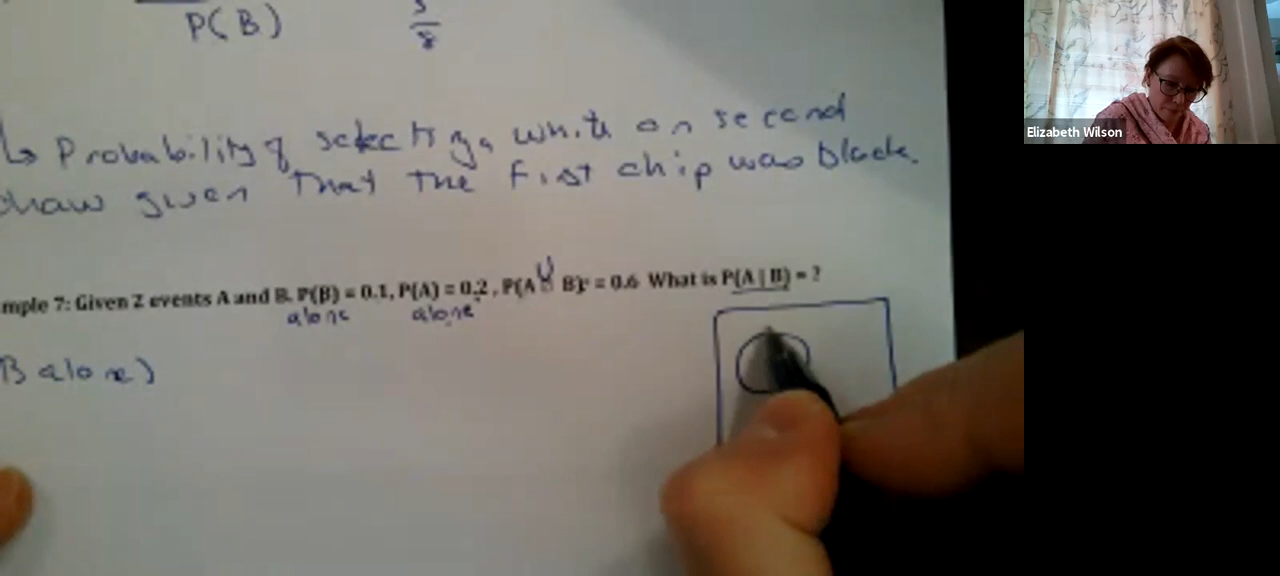 P(B)
8
↳ Probability of selecting white on second
draw given that the first chip was black.
mple 7: Given 2 events A and B. P(B) = 0.1, P(A) = 0.2, P(A U B)ᶜ = 0.6 What is P(A | B) = ?
alone alone
B alone)
Elizabeth Wilson